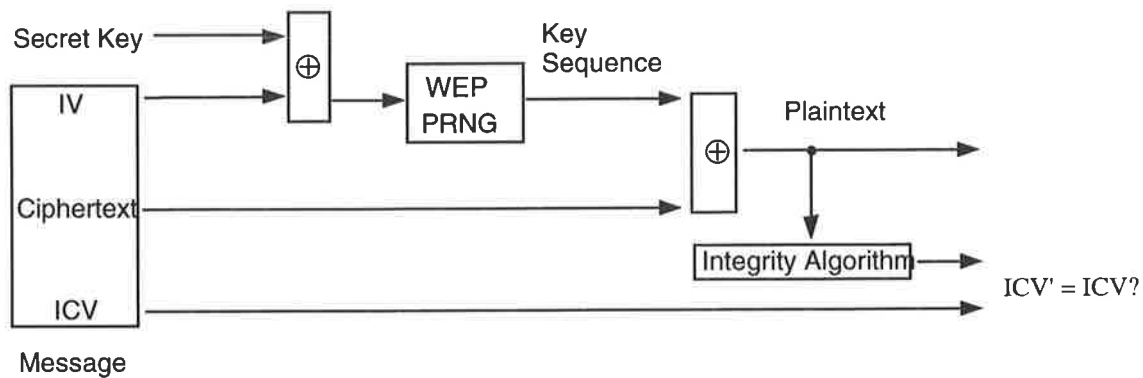 Secret Key
⊕
Key
Sequence
IV
WEP
PRNG
Plaintext
⊕
Ciphertext
Integrity Algorithm
ICV' = ICV?
ICV
Message